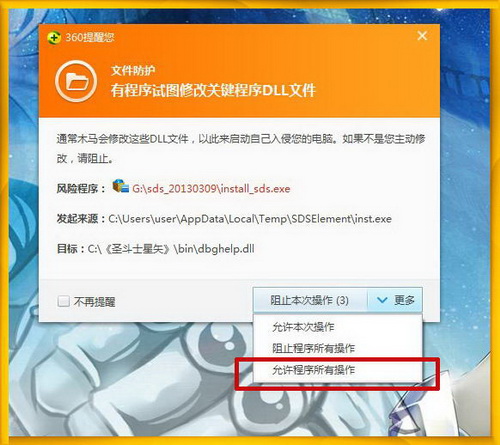 360提醒您
文件防护
有程序试图修改关键程序DLL文件
通常木马会修改这些DLL文件，以此来启动自己入侵您的电脑。如果不是您主动修
改，请阻止。
风险程序： G:\sds_20130309\install_sds.exe
发起来源：C:\Users\user\AppData\Local\Temp\SDSElement\inst.exe
目标：C:\《圣斗士星矢》\bin\dbghelp.dll
不再提醒 阻止本次操作 (3) 更多
允许本次操作
阻止程序所有操作
允许程序所有操作